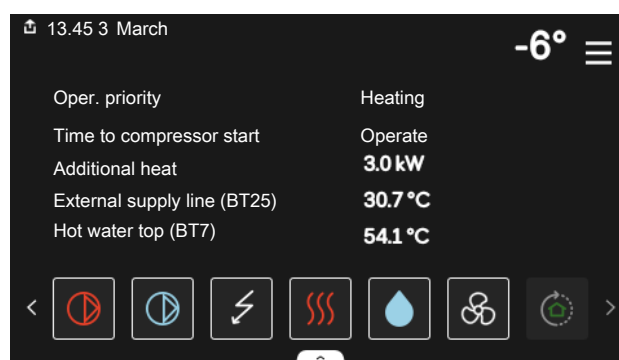 13.45 3 March
-6°
Oper. priority Heating
Time to compressor start Operate
Additional heat 3.0 kW
External supply line (BT25) 30.7 °C
Hot water top (BT7) 54.1 °C